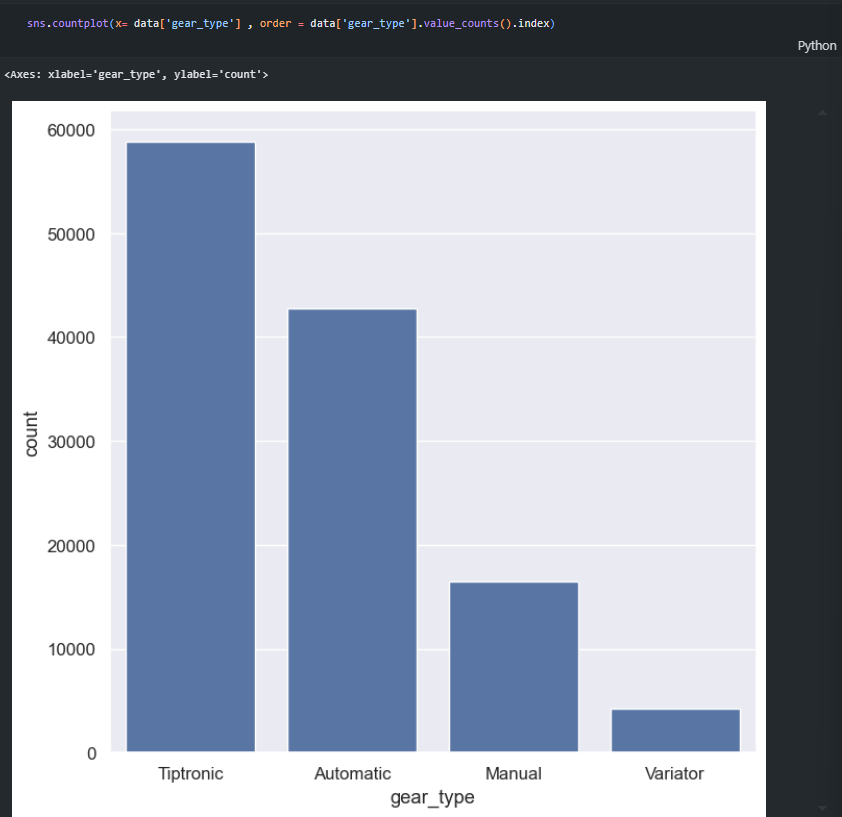 sns.countplot(x= data['gear_type'] , order = data['gear_type'].value_counts().index)
Python
<Axes: xlabel='gear_type', ylabel='count'>
60000
50000
40000
30000
20000
10000
0
count
Tiptronic Automatic Manual Variator
gear_type